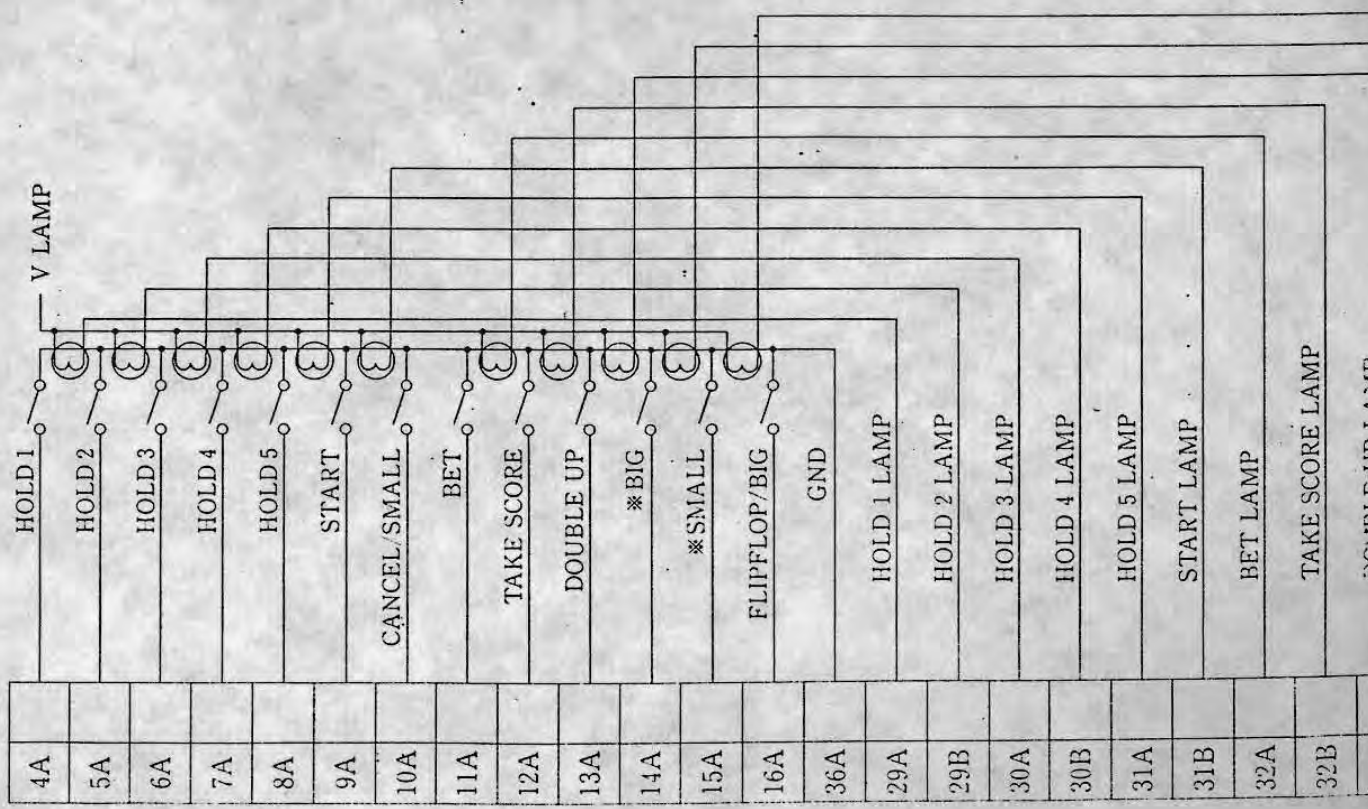 V LAMP
HOLD 1
HOLD 2
HOLD 3
HOLD 4
HOLD 5
START
CANCEL/SMALL
BET
TAKE SCORE
DOUBLE UP
※BIG
※SMALL
FLIPFLOP/BIG
GND
HOLD 1 LAMP
HOLD 2 LAMP
HOLD 3 LAMP
HOLD 4 LAMP
HOLD 5 LAMP
START LAMP
BET LAMP
TAKE SCORE LAMP
4A
5A
6A
7A
8A
9A
10A
11A
12A
13A
14A
15A
16A
36A
29A
29B
30A
30B
31A
31B
32A
32B